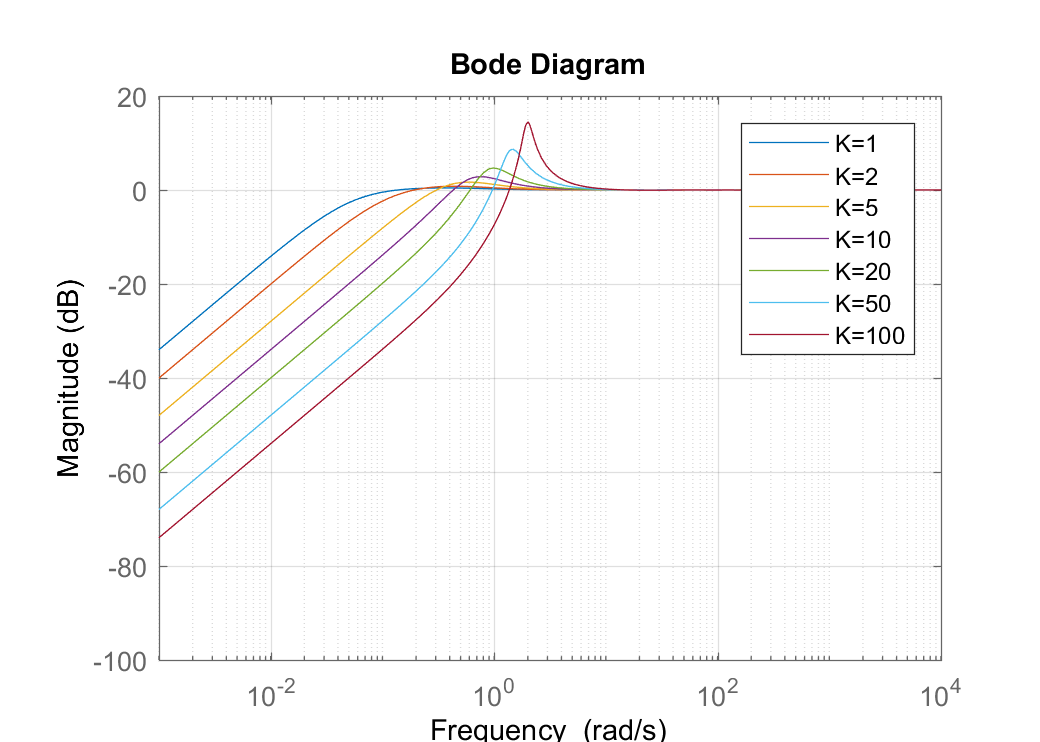 Bode Diagram
20
0
-20
-40
-60
-80
-100
Magnitude (dB)
K=1
K=2
K=5
K=10
K=20
K=50
K=100
10^-2
10^0
10^2
10^4
Frequency (rad/s)